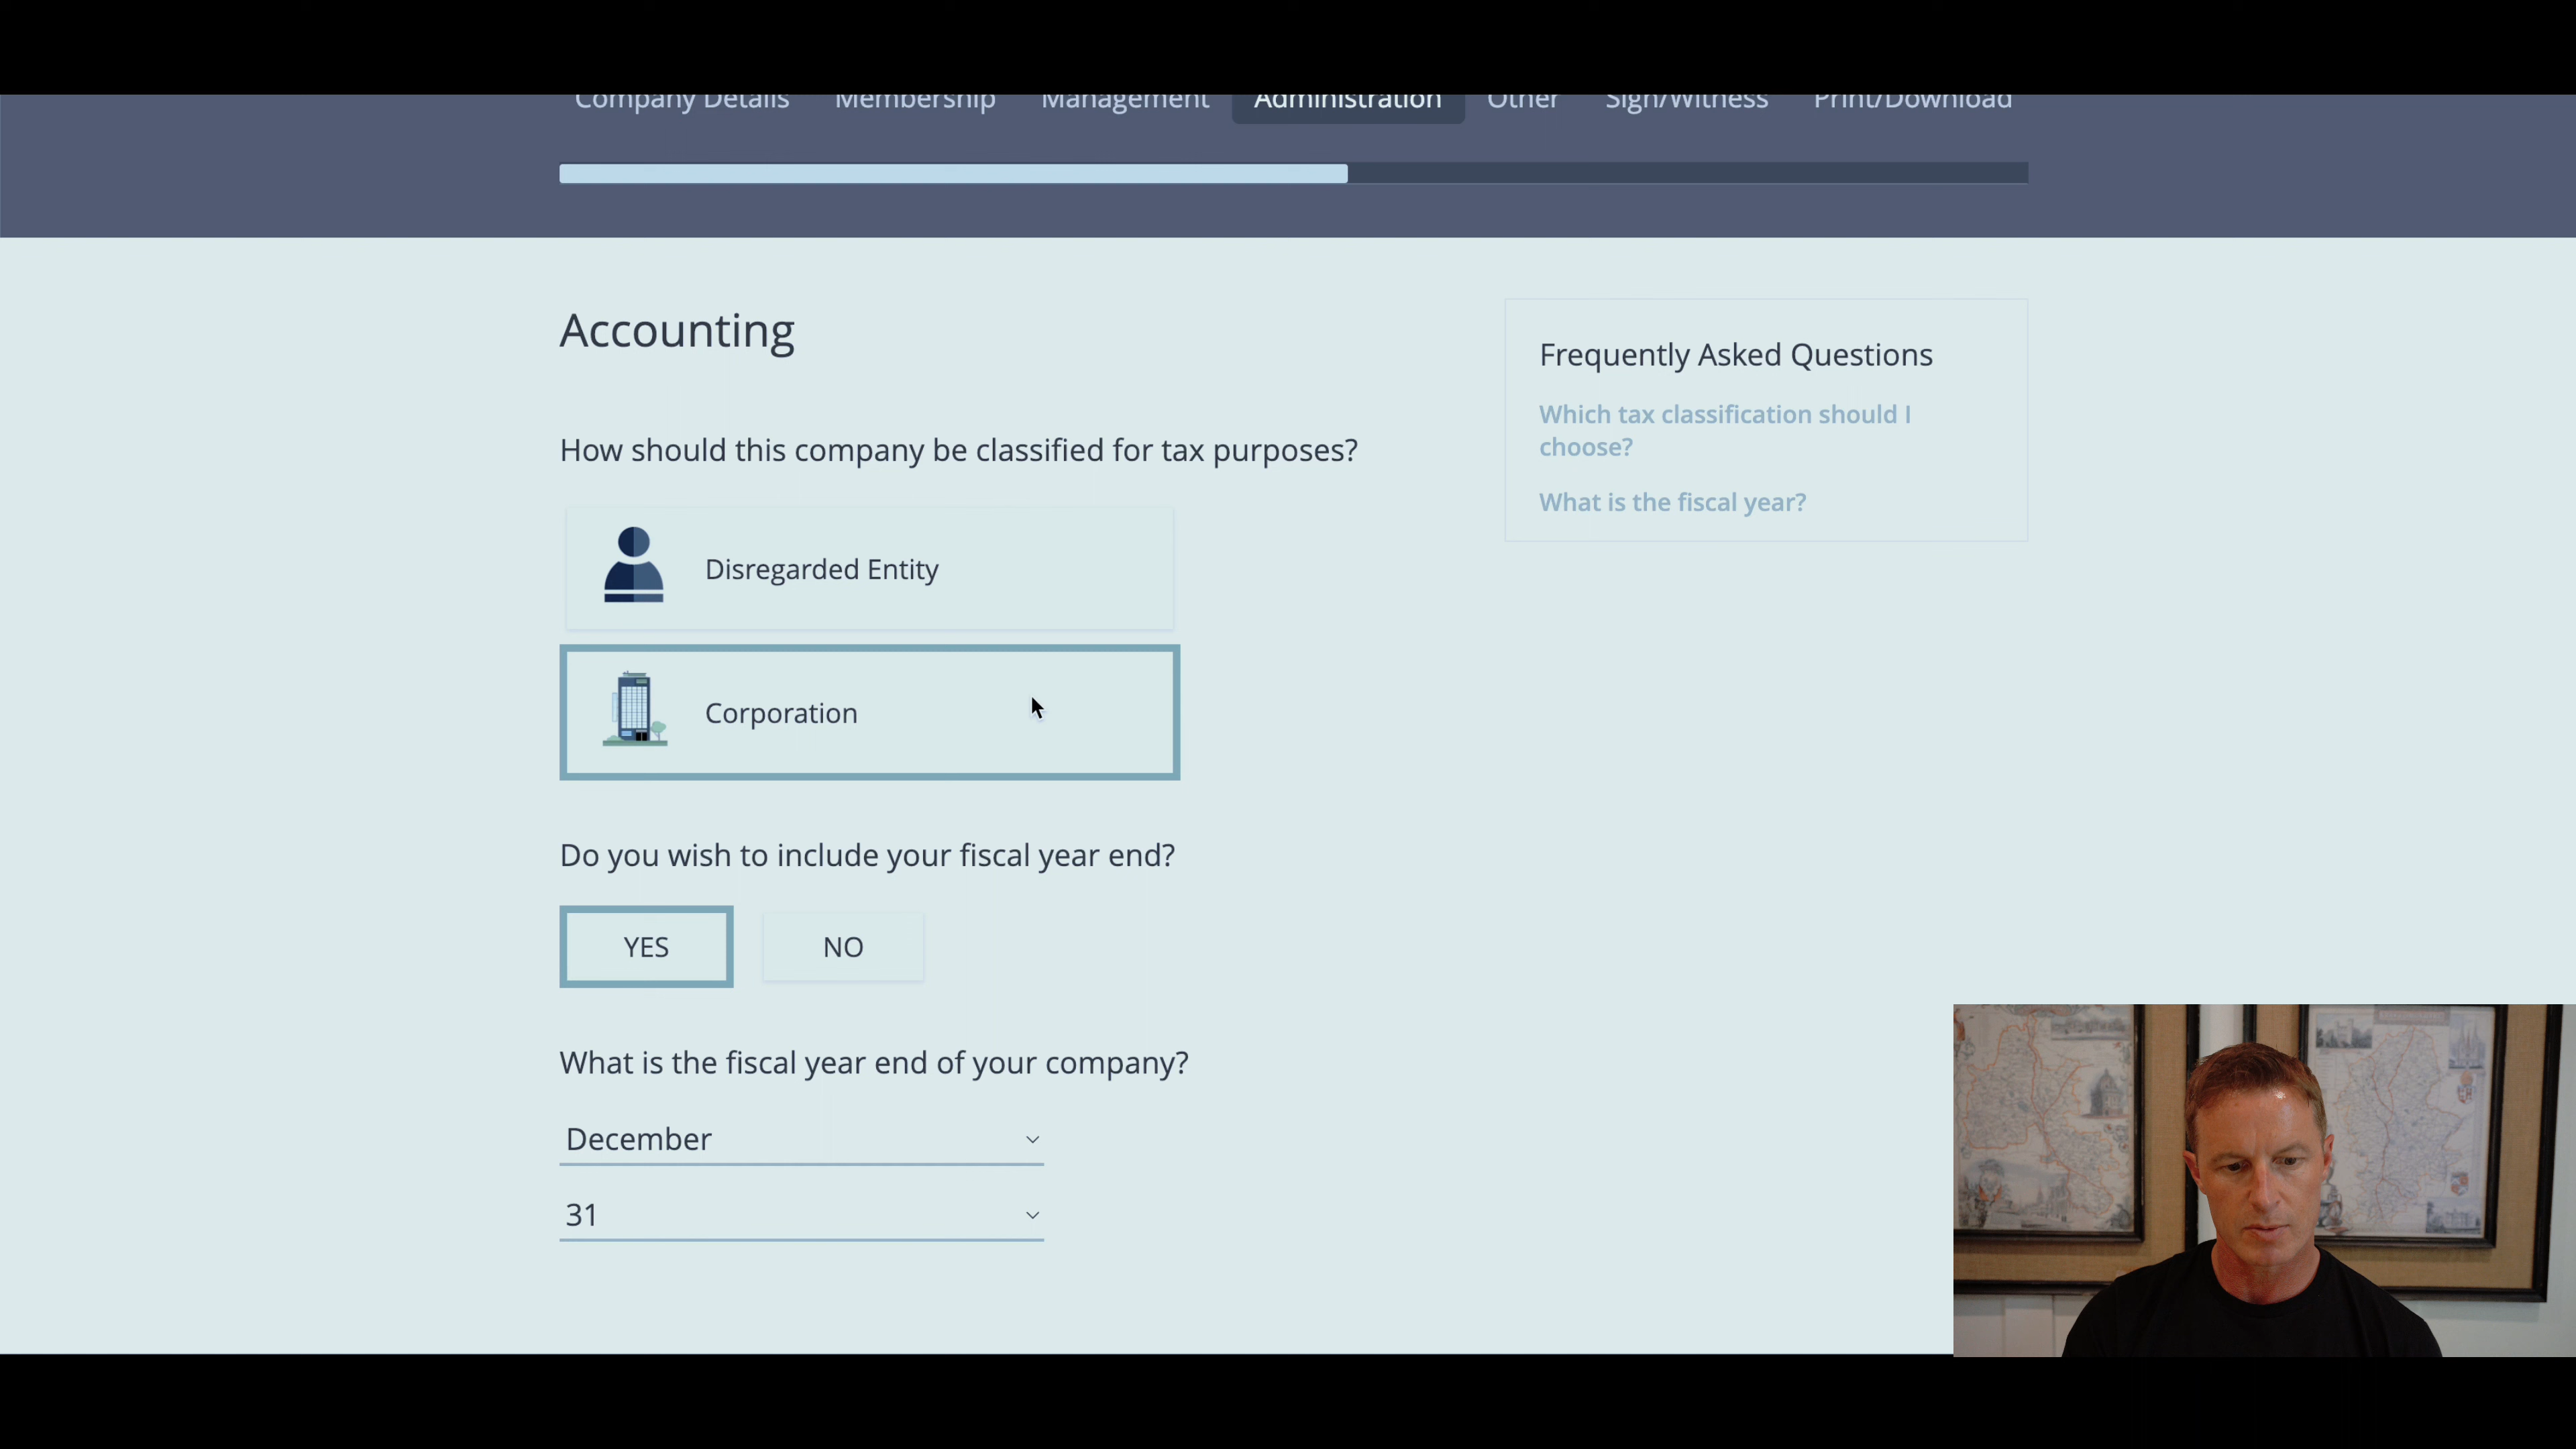 Company Details Membership Management Administration Other Sign/Witness Print/Download
Accounting
How should this company be classified for tax purposes?
Disregarded Entity
Corporation
Do you wish to include your fiscal year end?
YES NO
What is the fiscal year end of your company?
December
31
Frequently Asked Questions
Which tax classification should I
choose?
What is the fiscal year?